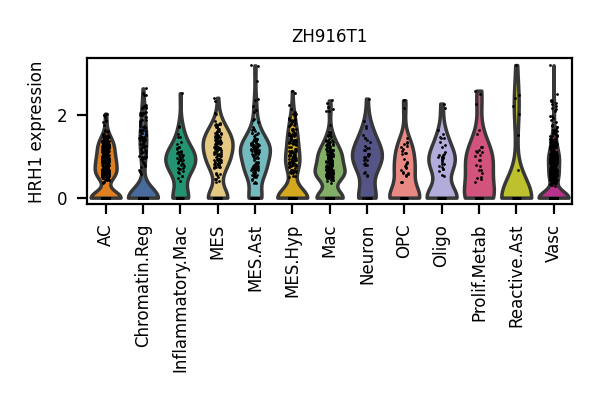 ZH916T1
HRH1 expression
2
0
AC
Chromatin.Reg
Inflammatory.Mac
MES
MES.Ast
MES.Hyp
Mac
Neuron
OPC
Oligo
Prolif.Metab
Reactive.Ast
Vasc